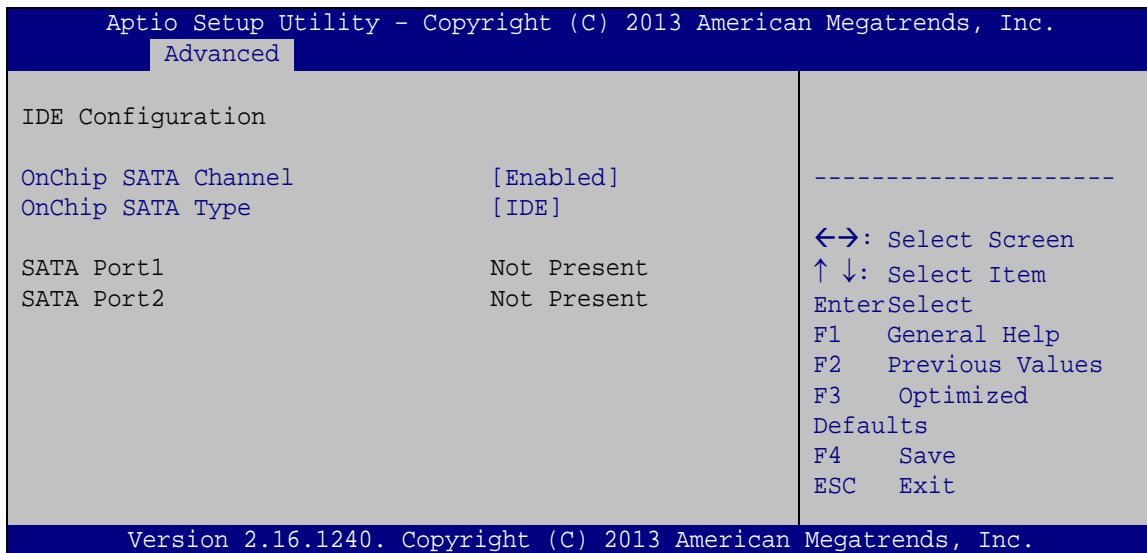 Aptio Setup Utility – Copyright (C) 2013 American Megatrends, Inc.
Advanced
IDE Configuration
OnChip SATA Channel [Enabled]
OnChip SATA Type [IDE]
SATA Port1 Not Present
SATA Port2 Not Present
---------------------
←→: Select Screen
↑ ↓: Select Item
EnterSelect
F1 General Help
F2 Previous Values
F3 Optimized
Defaults
F4 Save
ESC Exit
Version 2.16.1240. Copyright (C) 2013 American Megatrends, Inc.